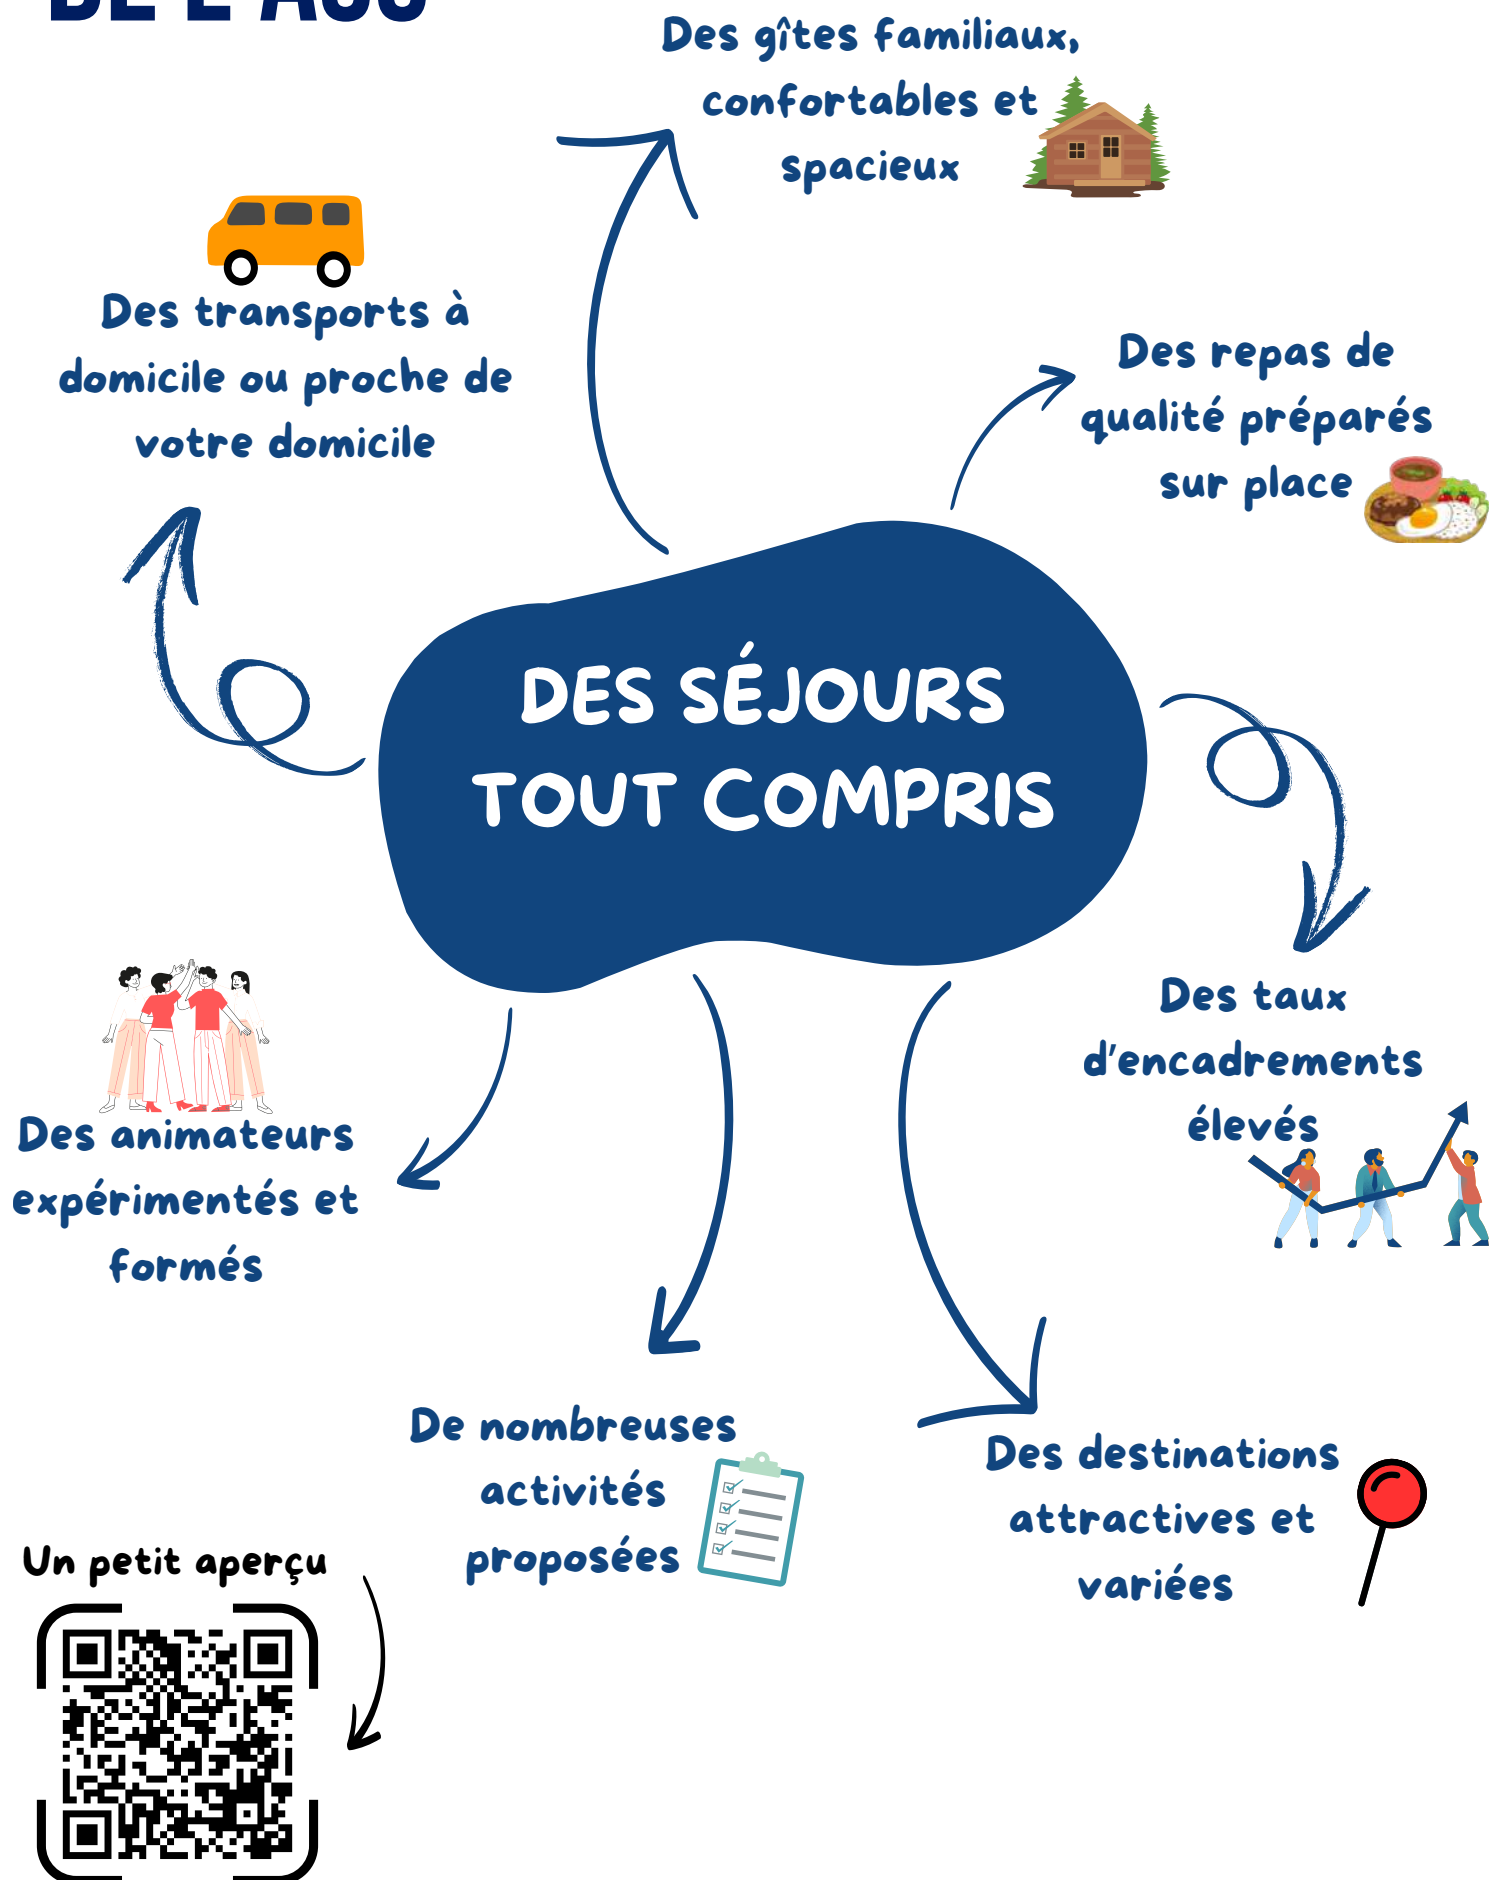 Des gîtes familiaux,
confortables et
spacieux
Des transports à
domicile ou proche de
votre domicile
Des repas de
qualité préparés
sur place
DES SÉJOURS
TOUT COMPRIS
Des taux
d'encadrements
élevés
Des animateurs
expérimentés et
formés
De nombreuses
activités
proposées
Des destinations
attractives et
variées
Un petit aperçu